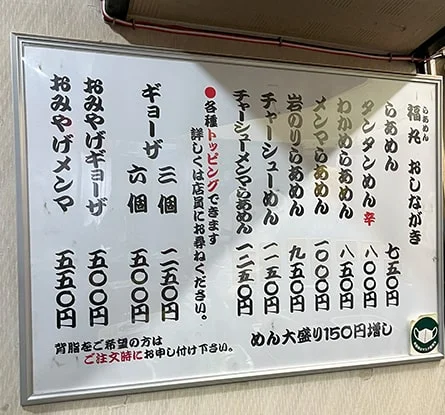 らあめん
福丸 おしながき
らあめん 七五〇円
タンタンめん 辛 八〇〇円
わかめらあめん 八五〇円
メンマらあめん 一〇〇〇円
岩のりらあめん 九五〇円
チャーシューめん 一一五〇円
チャーシュメンマらあめん 一二五〇円
●各種トッピングできます
詳しくは店員にお尋ねください。
ギョーザ 三個 二五〇円
六個 五〇〇円
おみやげギョーザ 五〇〇円
おみやげメンマ 五五〇円
めん大盛り150円増し
背脂をご希望の方は
ご注文時にお申し付け下さい。